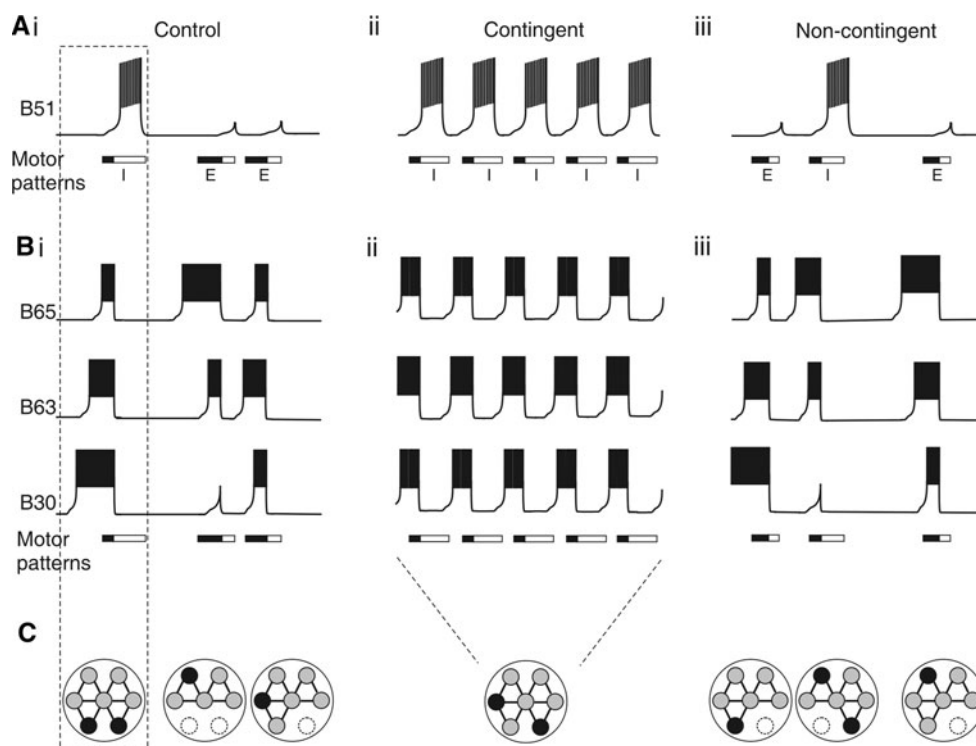 A i Control ii Contingent iii Non-contingent
B51
Motor
patterns
I E E I I I I I E I E
B i ii iii
B65
B63
B30
Motor
patterns
C